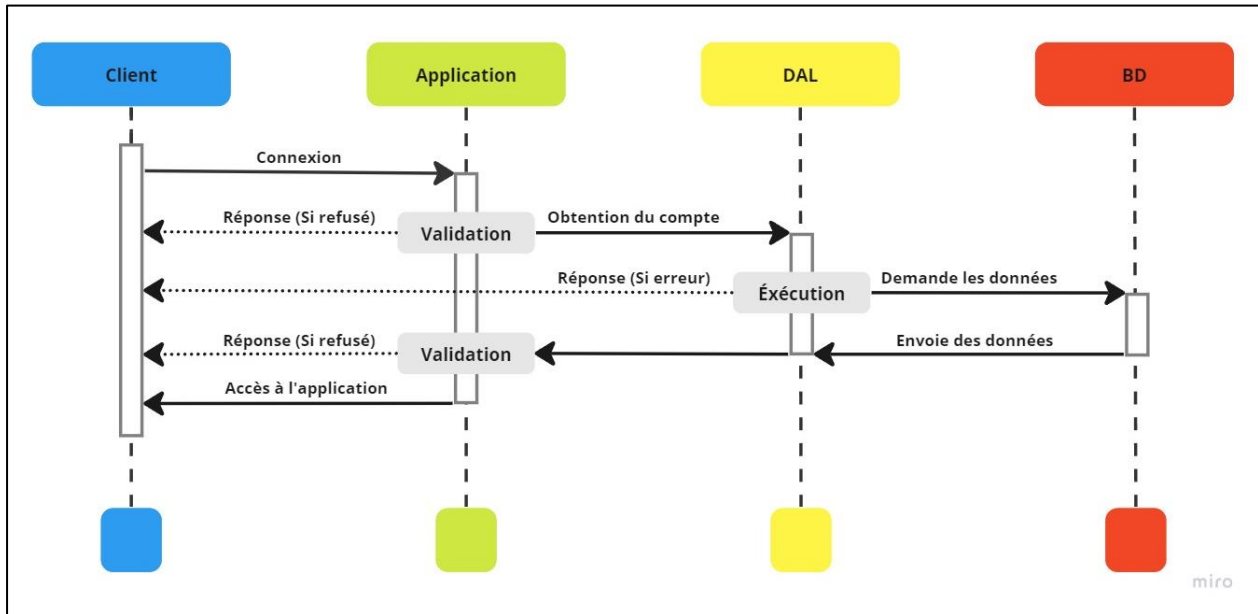 Client
Application
DAL
BD
Connexion
Réponse (Si refusé)
Validation
Obtention du compte
Réponse (Si erreur)
Éxécution
Demande les données
Réponse (Si refusé)
Validation
Envoie des données
Accès à l'application
miro